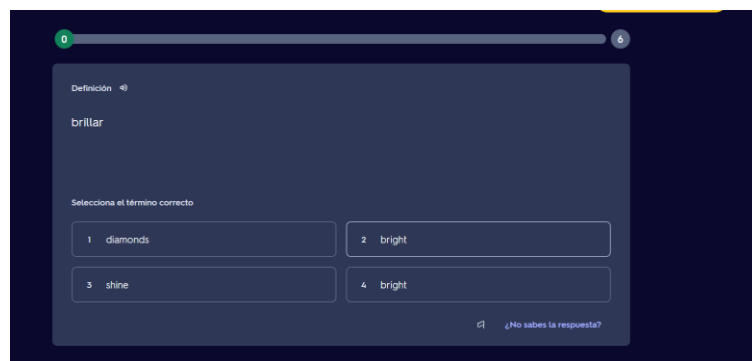 0
6
Definición
brillar
Selecciona el término correcto
1 diamonds
2 bright
3 shine
4 bright
¿No sabes la respuesta?